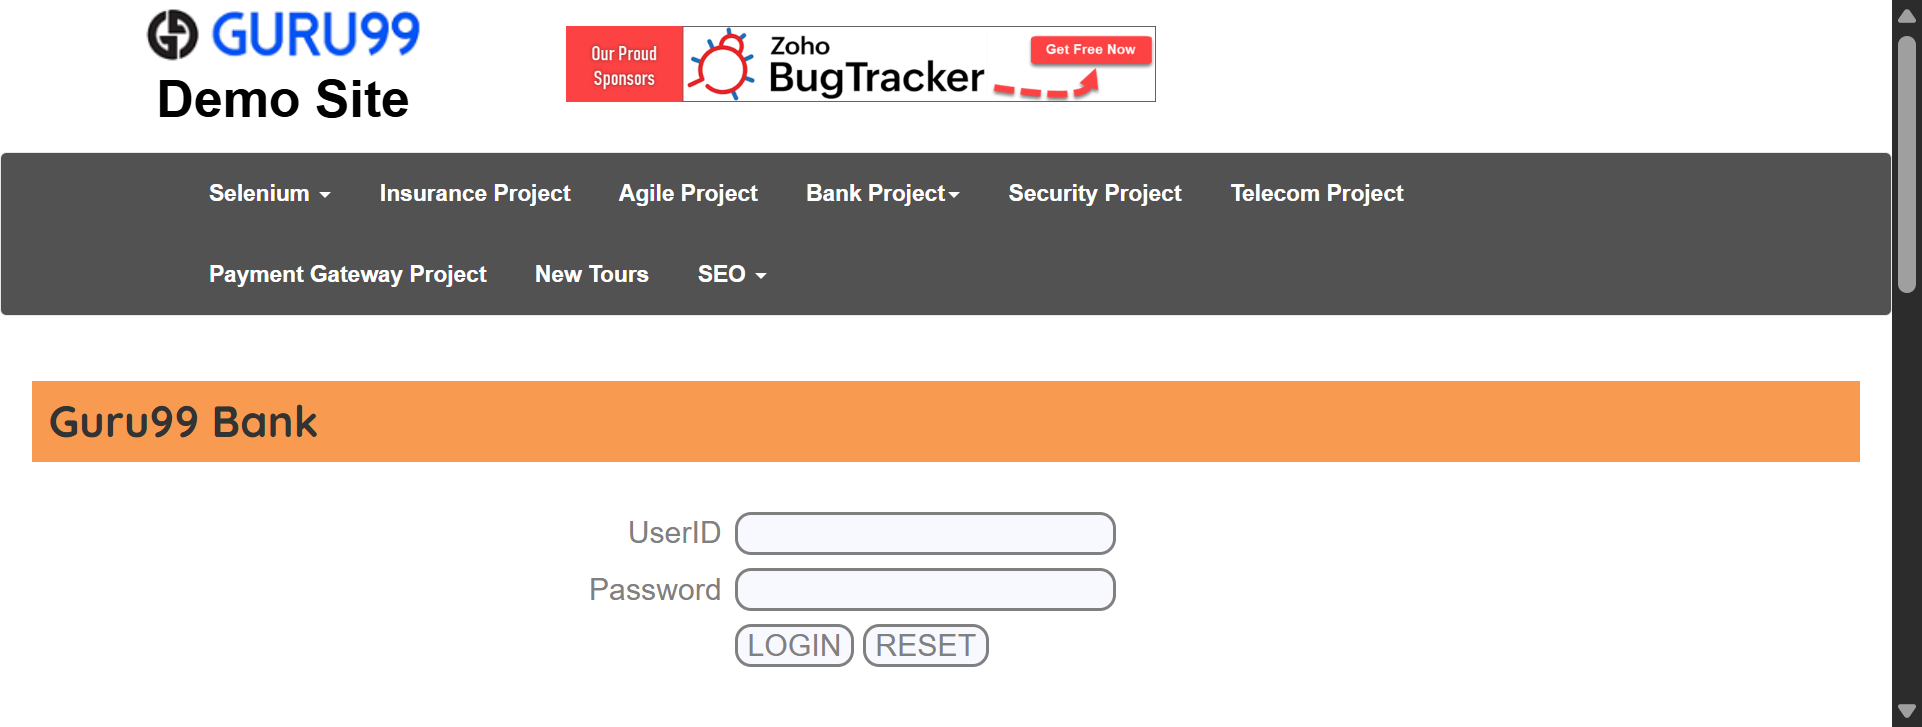 GURU99
Demo Site
Our Proud
Sponsors
Zoho
BugTracker
Get Free Now
Selenium Insurance Project Agile Project Bank Project Security Project Telecom Project
Payment Gateway Project New Tours SEO
Guru99 Bank
UserID
Password
LOGIN RESET